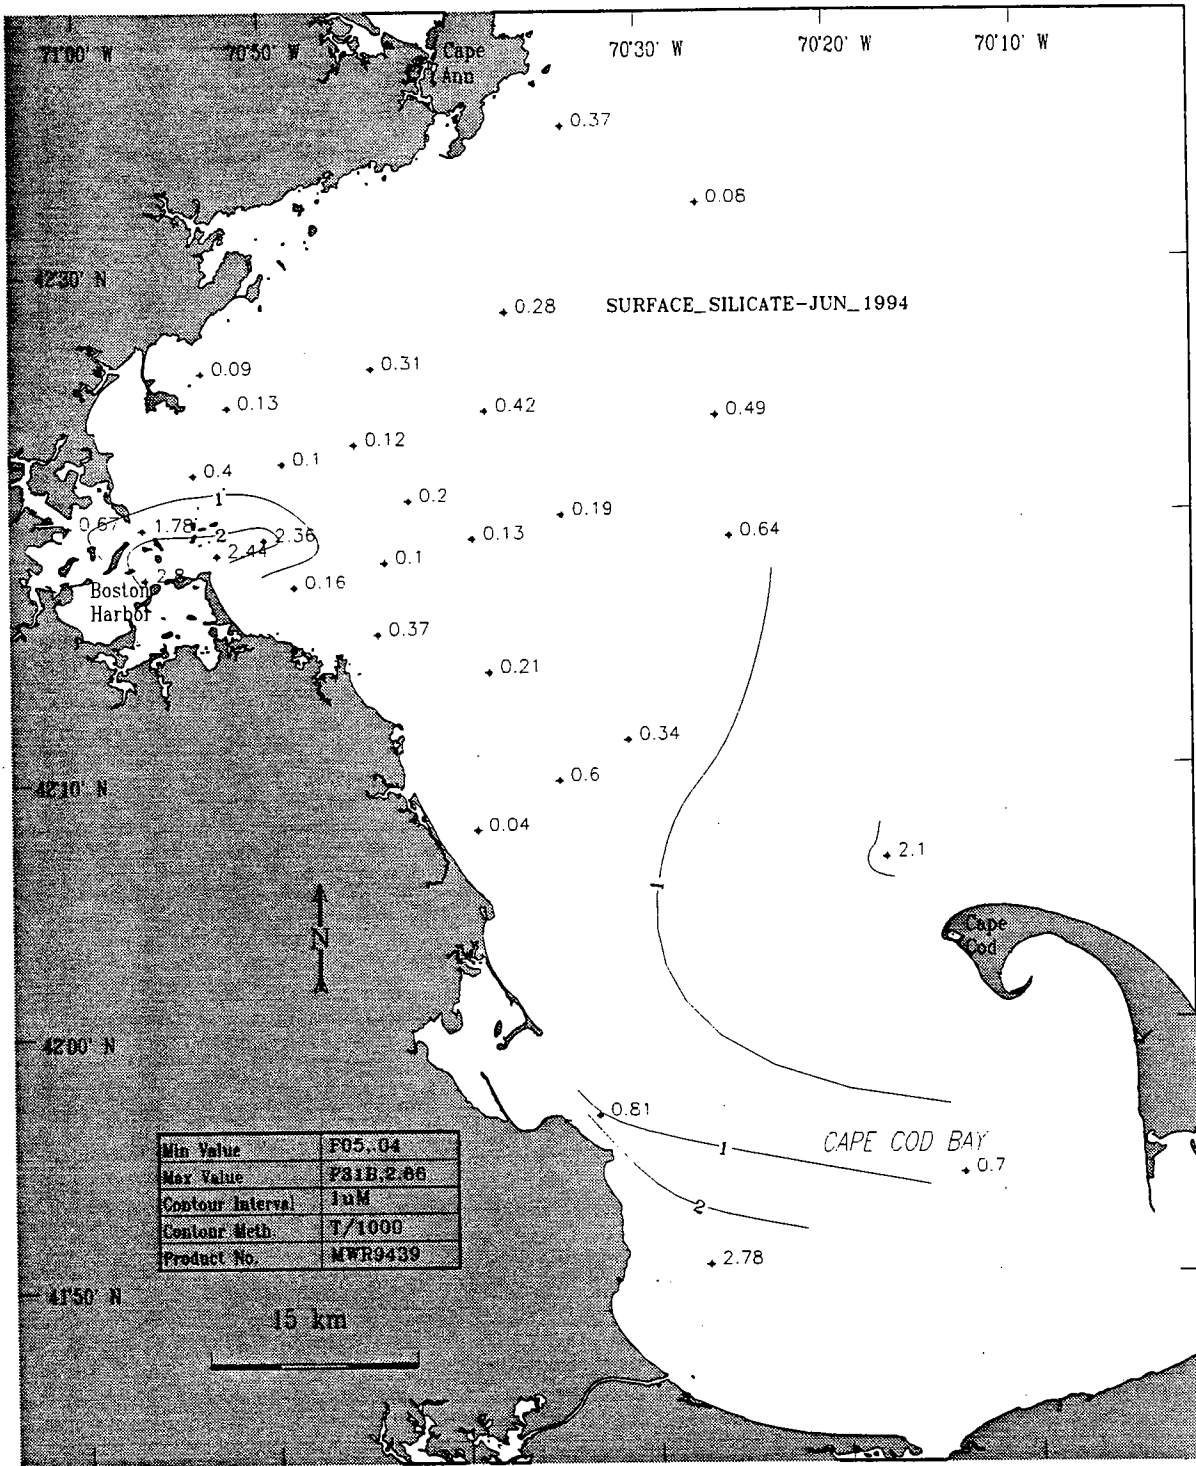 71°00' W
70°50' W
70°30' W
70°20' W
70°10' W
Cape
Ann
0.37
0.08
42°30' N
0.28
SURFACE_SILICATE-JUN_1994
0.31
0.09
0.13
0.42
0.49
0.12
0.1
0.4
1
0.2
0.19
0.67
1.78
2
2.36
0.13
0.64
2.44
0.1
2.8
0.16
Boston
Harbor
0.37
0.21
0.34
0.6
42°10' N
0.04
2.1
1
Cape
Cod
N
42°00' N
0.81
CAPE COD BAY
1
0.7
2
2.78
Min Value F05,.04
Max Value F31B,2.86
Contour Interval 1uM
Contour Meth T/1000
Product No. MWR9439
41°50' N
15 km